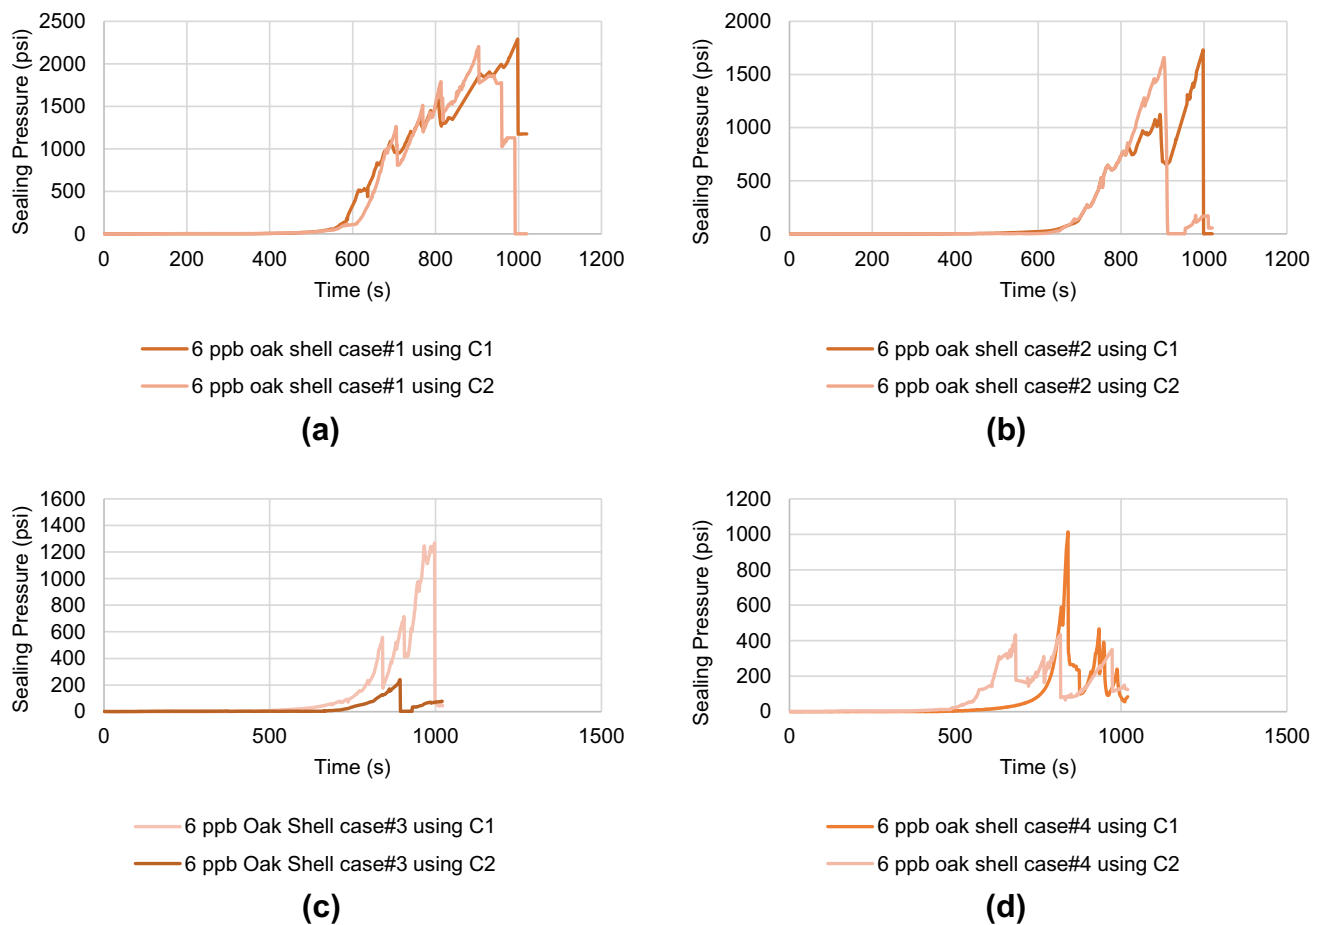 2500
2000
1500
1000
500
0
Sealing Pressure (psi)
0 200 400 600 800 1000 1200
Time (s)
6 ppb oak shell case#1 using C1
6 ppb oak shell case#1 using C2
(a)
2000
1500
1000
500
0
Sealing Pressure (psi)
0 200 400 600 800 1000 1200
Time (s)
6 ppb oak shell case#2 using C1
6 ppb oak shell case#2 using C2
(b)
1600
1400
1200
1000
800
600
400
200
0
Sealing Pressure (psi)
0 500 1000 1500
Time (s)
6 ppb Oak Shell case#3 using C1
6 ppb Oak Shell case#3 using C2
(c)
1200
1000
800
600
400
200
0
Sealing Pressure (psi)
0 500 1000 1500
Time (s)
6 ppb oak shell case#4 using C1
6 ppb oak shell case#4 using C2
(d)